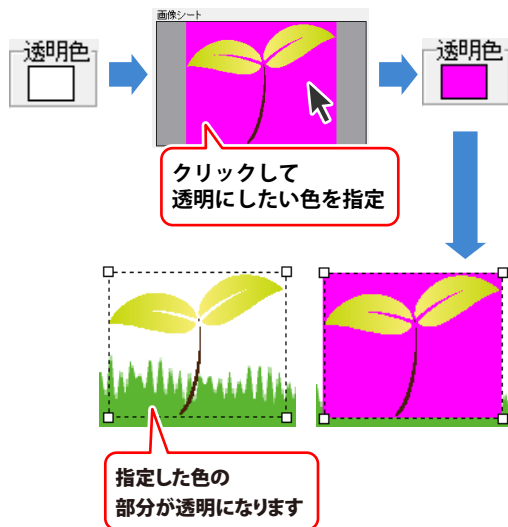 画像シート
透明色
透明色
クリックして
透明にしたい色を指定
指定した色の
部分が透明になります